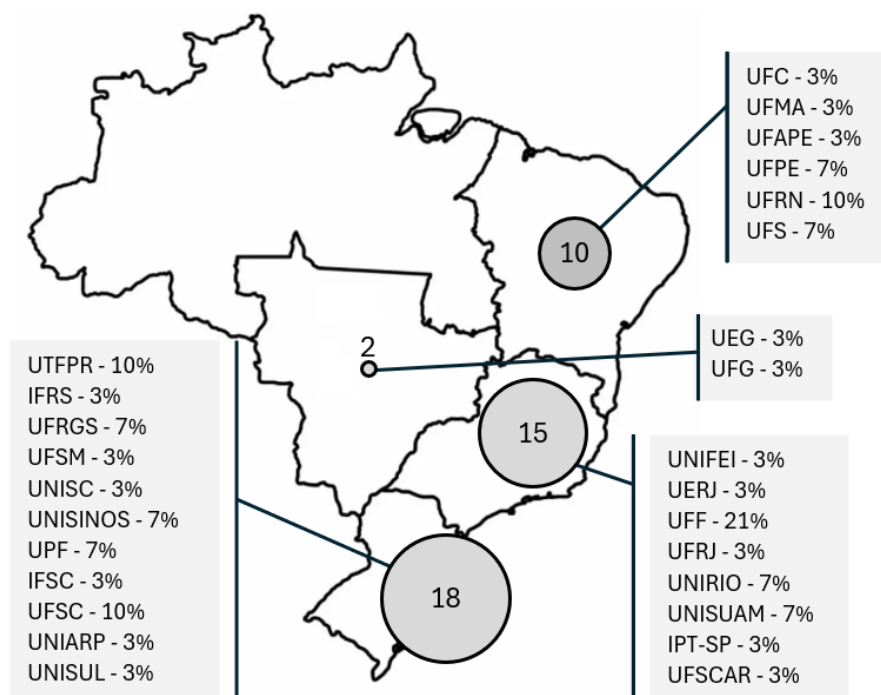 UFC - 3%
UFMA - 3%
UFAPE - 3%
UFPE - 7%
UFRN - 10%
UFS - 7%
10
UEG - 3%
UFG - 3%
2
UTFPR - 10%
IFRS - 3%
UFRGS - 7%
UFSM - 3%
UNISC - 3%
UNISINOS - 7%
UPF - 7%
IFSC - 3%
UFSC - 10%
UNIARP - 3%
UNISUL - 3%
15
UNIFEI - 3%
UERJ - 3%
UFF - 21%
UFRJ - 3%
UNIRIO - 7%
UNISUAM - 7%
IPT-SP - 3%
UFSCAR - 3%
18